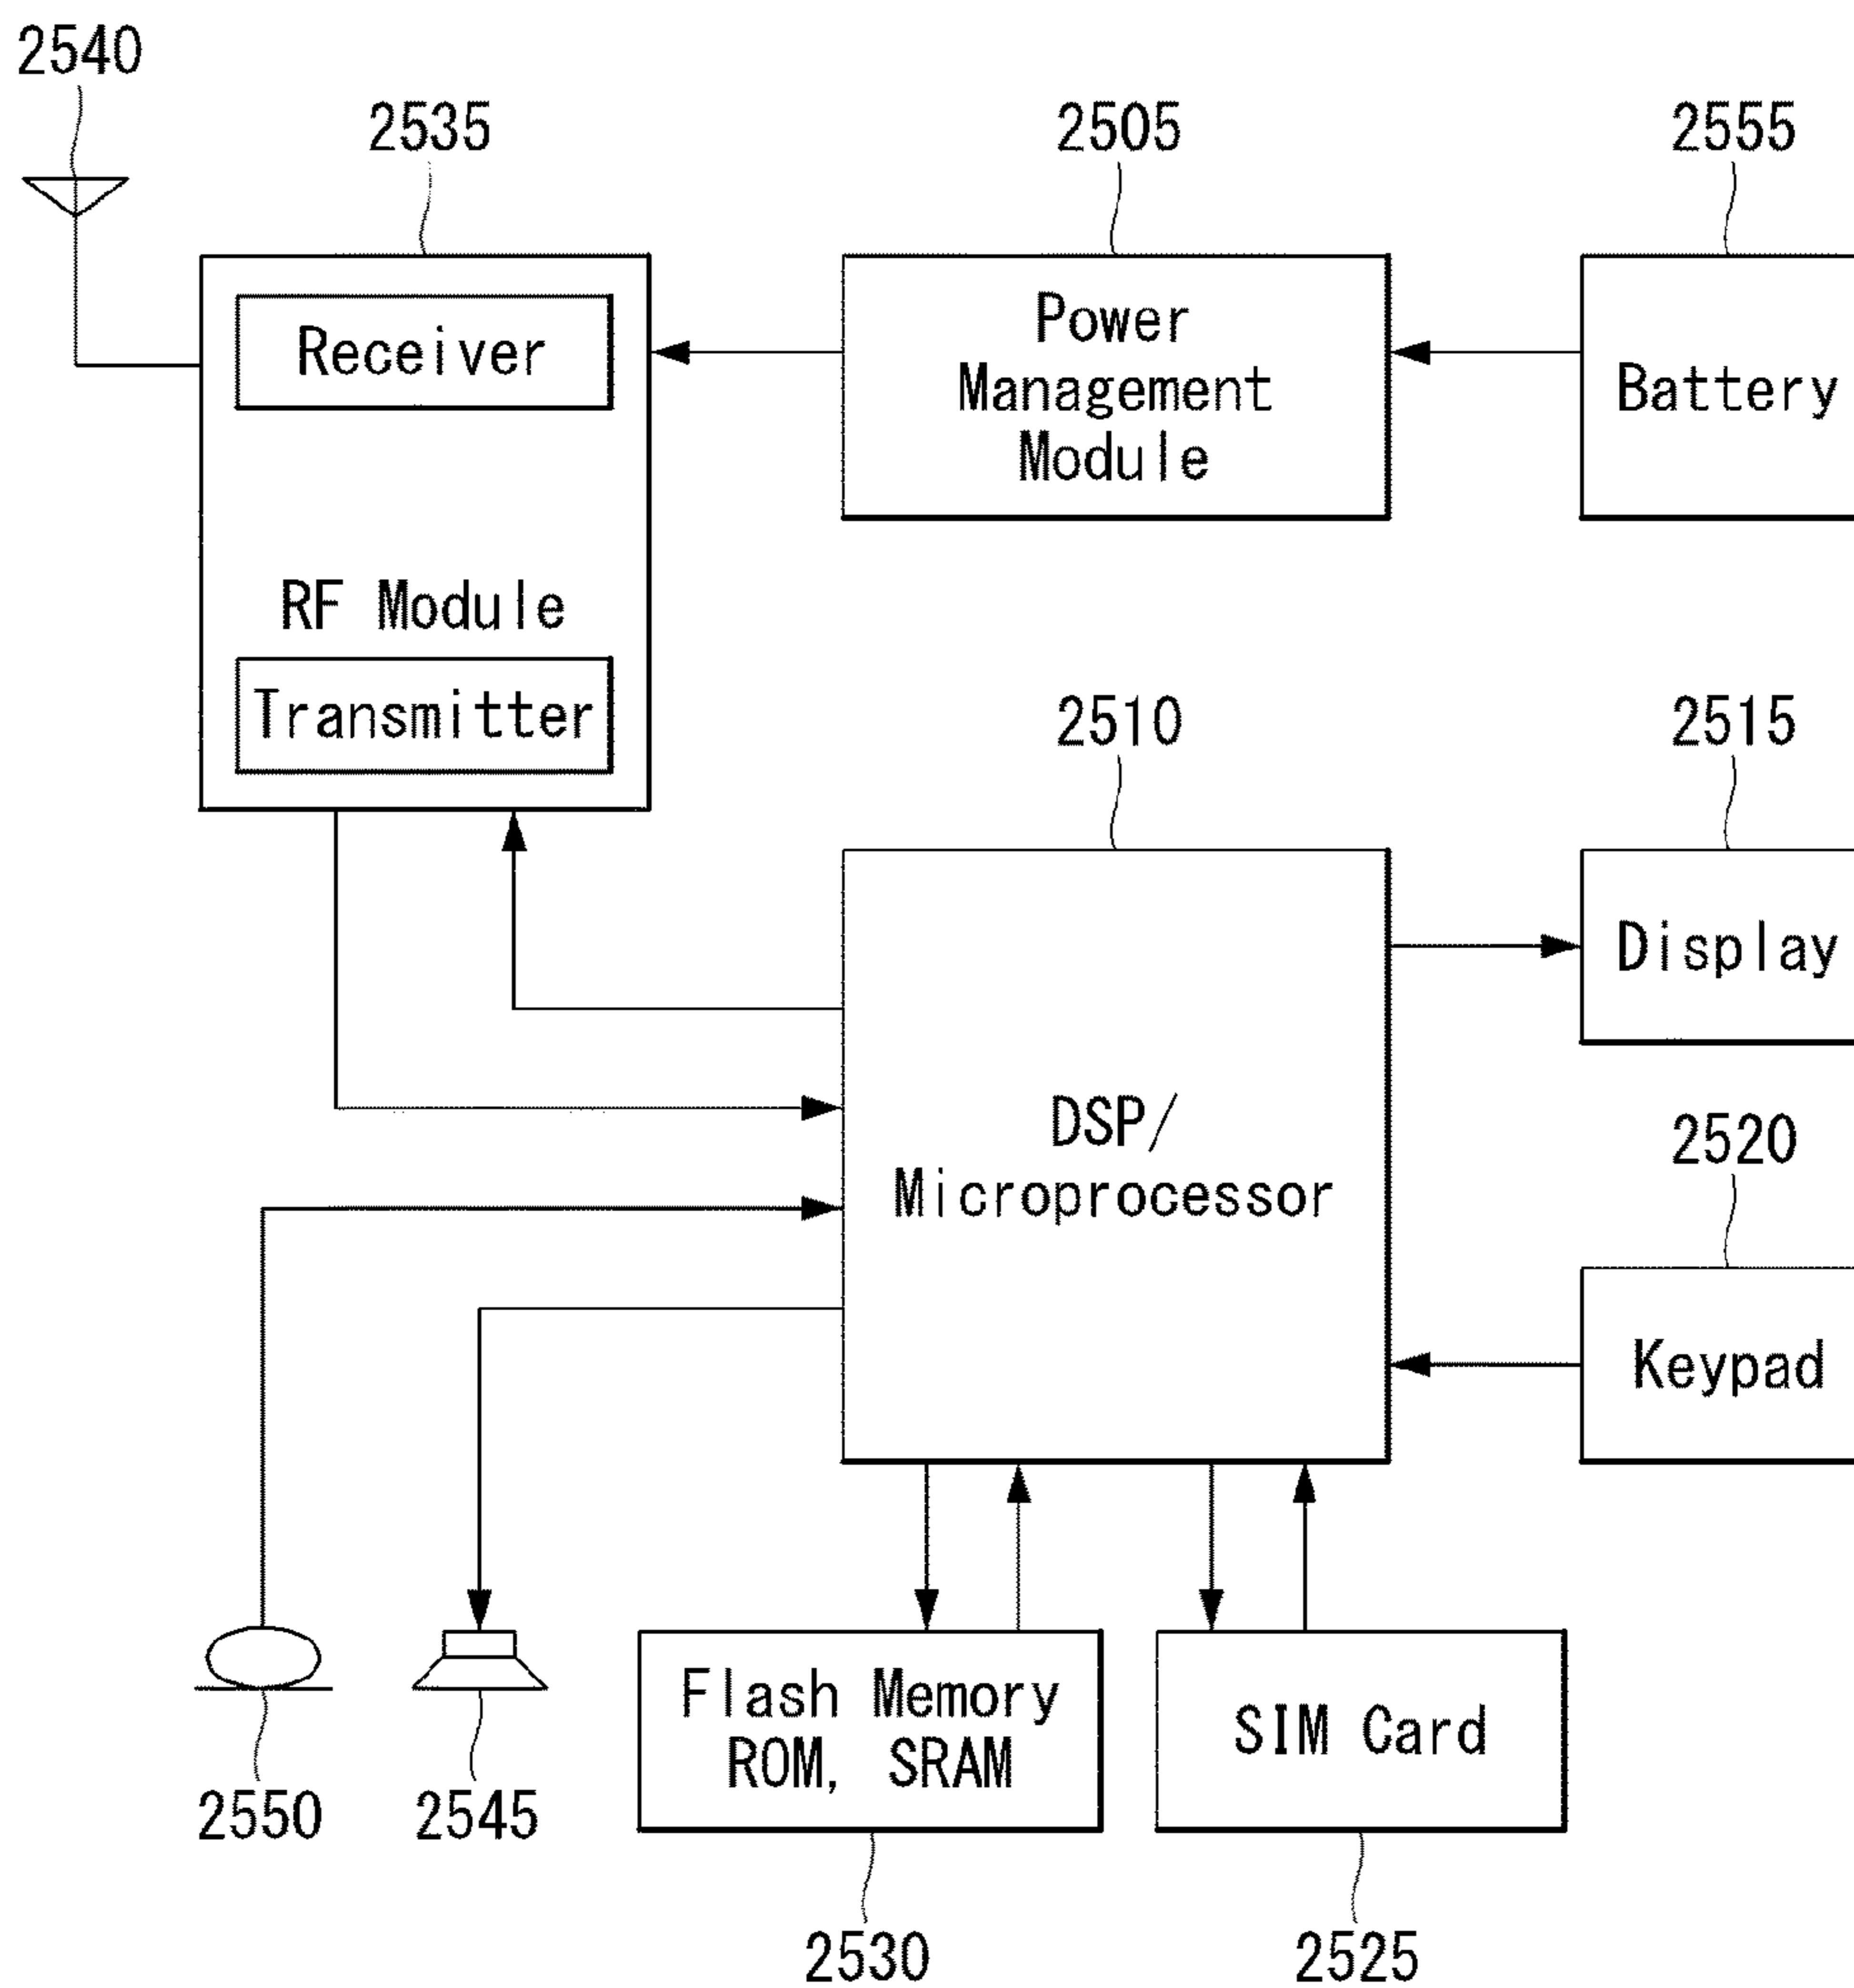 2540
2535
2505
2555
Receiver
RF Module
Transmitter
Power
Management
Module
Battery
2510
2515
DSP/
Microprocessor
Display
2520
Keypad
2550
2545
Flash Memory
ROM, SRAM
SIM Card
2530
2525